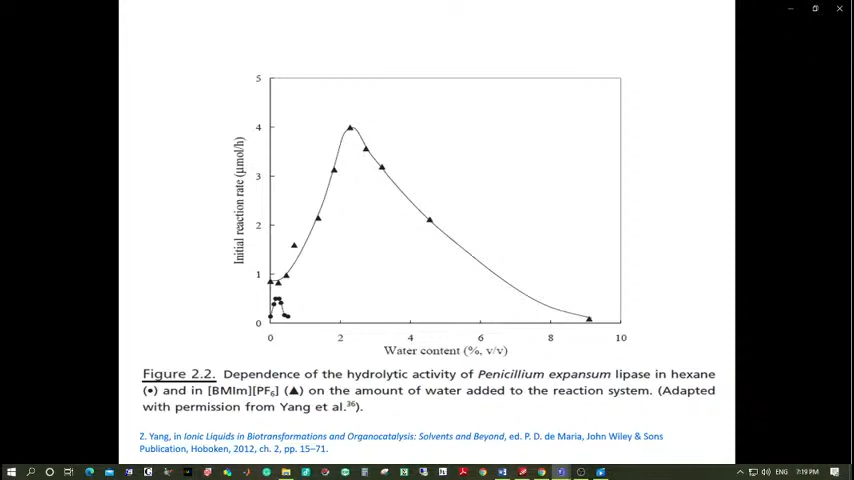 5
4
3
2
1
0
Initial reaction rate (µmol/h)
0 2 4 6 8 10
Water content (%, v/v)
Figure 2.2. Dependence of the hydrolytic activity of Penicillium expansum lipase in hexane
(●) and in [BMIm][PF6] (▲) on the amount of water added to the reaction system. (Adapted
with permission from Yang et al.36).
Z. Yang, in Ionic Liquids in Biotransformations and Organocatalysis: Solvents and Beyond, ed. P. D. de Maria, John Wiley & Sons
Publication, Hoboken, 2012, ch. 2, pp. 15–71.
ENG 7:19 PM